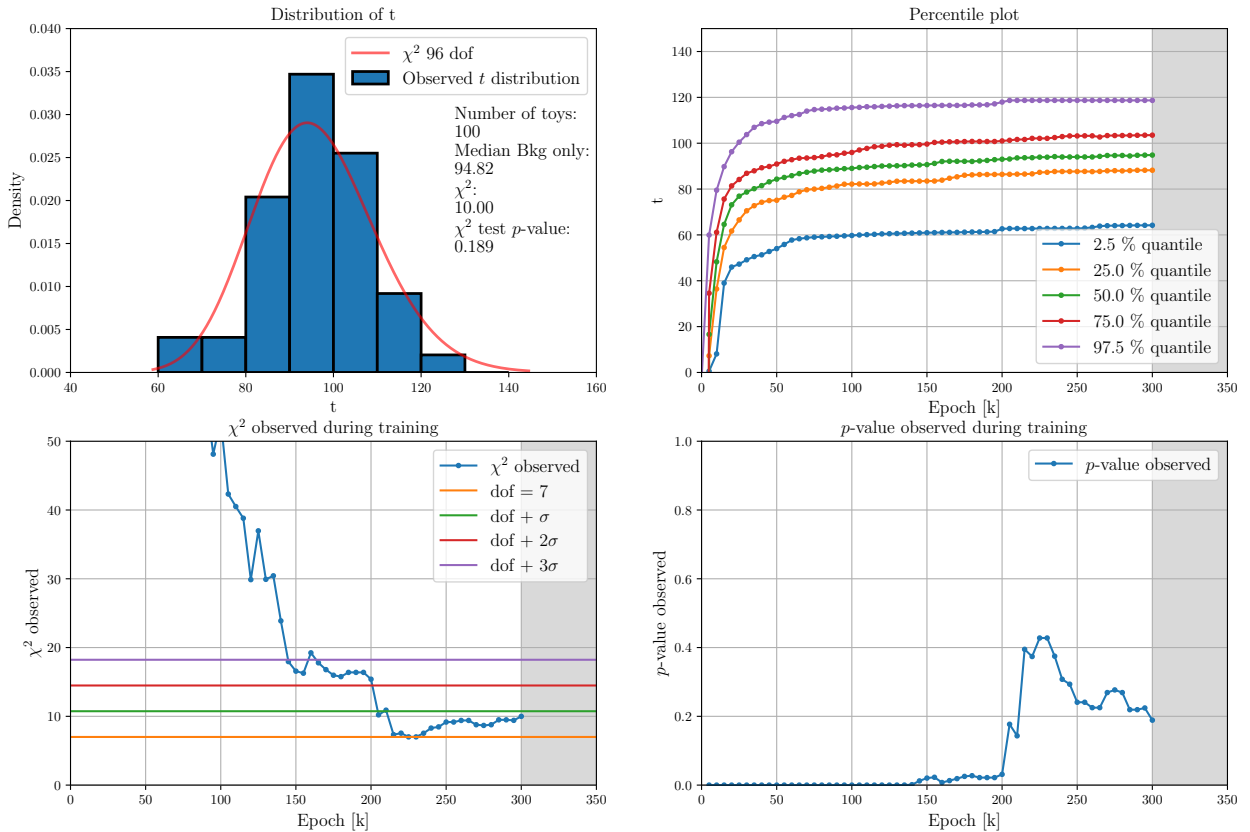 Distribution of t
0.040
0.035
0.030
0.025
0.020
0.015
0.010
0.005
0.000
Density
χ² 96 dof
Observed t distribution
Number of toys:
100
Median Bkg only:
94.82
χ²:
10.00
χ² test p-value:
0.189
40 60 80 100 120 140 160
t
Percentile plot
140
120
100
80
60
40
20
0
t
2.5 % quantile
25.0 % quantile
50.0 % quantile
75.0 % quantile
97.5 % quantile
0 50 100 150 200 250 300 350
Epoch [k]
χ² observed during training
50
40
30
20
10
0
χ² observed
χ² observed
dof = 7
dof + σ
dof + 2σ
dof + 3σ
0 50 100 150 200 250 300 350
Epoch [k]
p-value observed during training
1.0
0.8
0.6
0.4
0.2
0.0
p-value observed
p-value observed
0 50 100 150 200 250 300 350
Epoch [k]